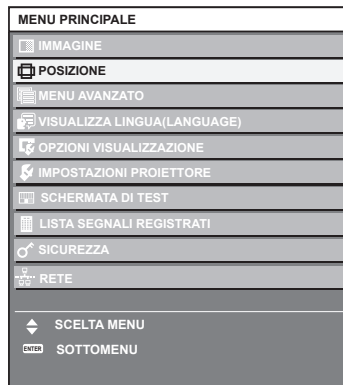 MENU PRINCIPALE
IMMAGINE
POSIZIONE
MENU AVANZATO
VISUALIZZA LINGUA(LANGUAGE)
OPZIONI VISUALIZZAZIONE
IMPOSTAZIONI PROIETTORE
SCHERMATA DI TEST
LISTA SEGNALI REGISTRATI
SICUREZZA
RETE
SCELTA MENU
ENTER SOTTOMENU